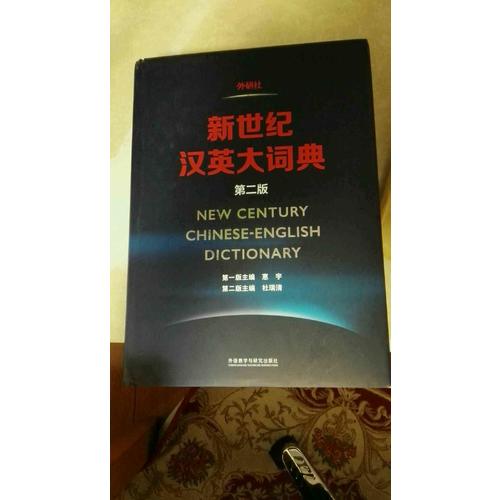 外研社
新世纪
汉英大词典
第二版
NEW CENTURY
CHINESE-ENGLISH
DICTIONARY
第一版主编 惠 宇
第二版主编 杜瑞清
外语教学与研究出版社